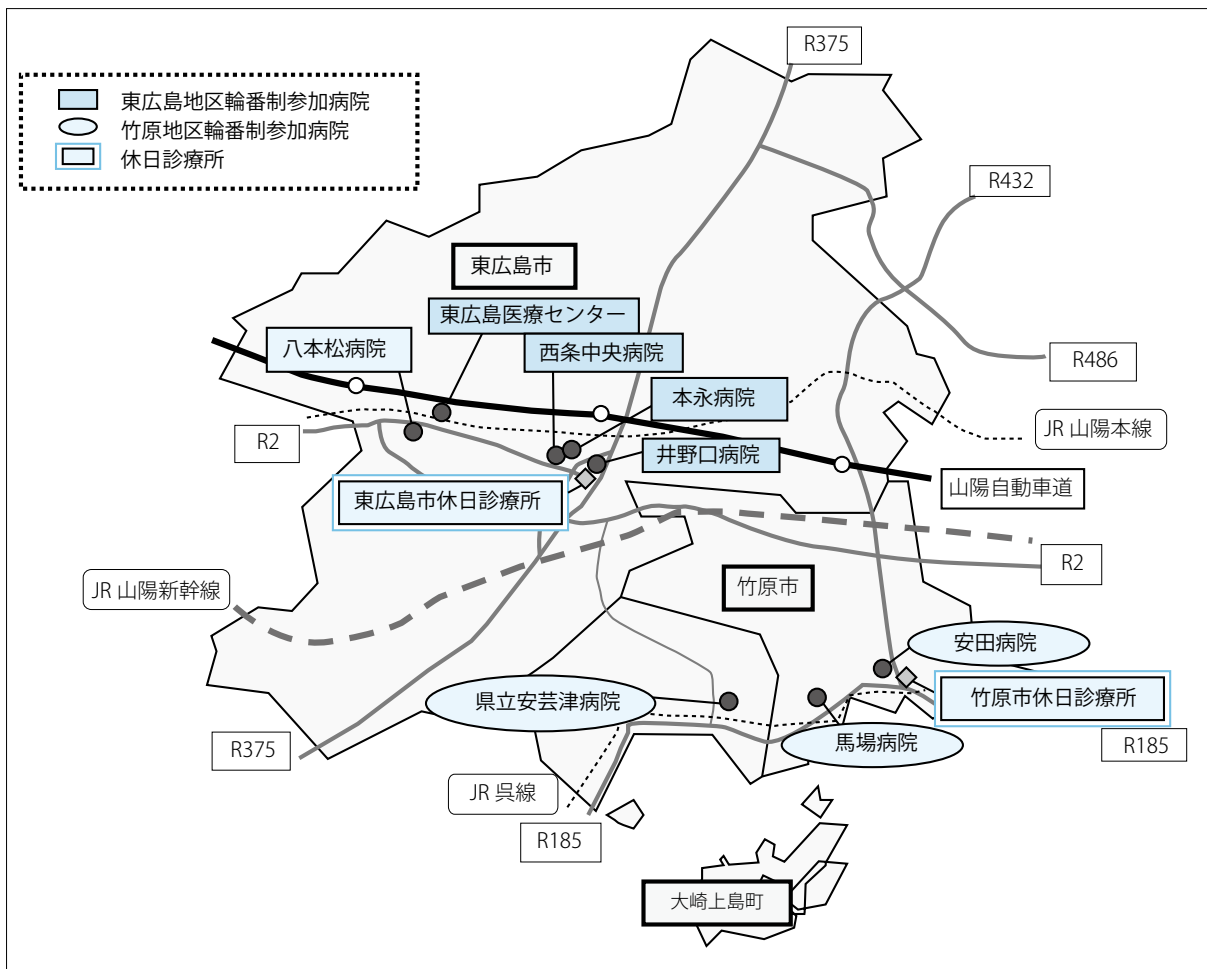 R375
東広島地区輪番制参加病院
竹原地区輪番制参加病院
休日診療所
R432
東広島市
東広島医療センター
八本松病院
西条中央病院
R486
本永病院
R2
JR 山陽本線
井野口病院
東広島市休日診療所
山陽自動車道
R2
JR 山陽新幹線
竹原市
安田病院
県立安芸津病院
竹原市休日診療所
馬場病院
R375
R185
JR 呉線
R185
大崎上島町